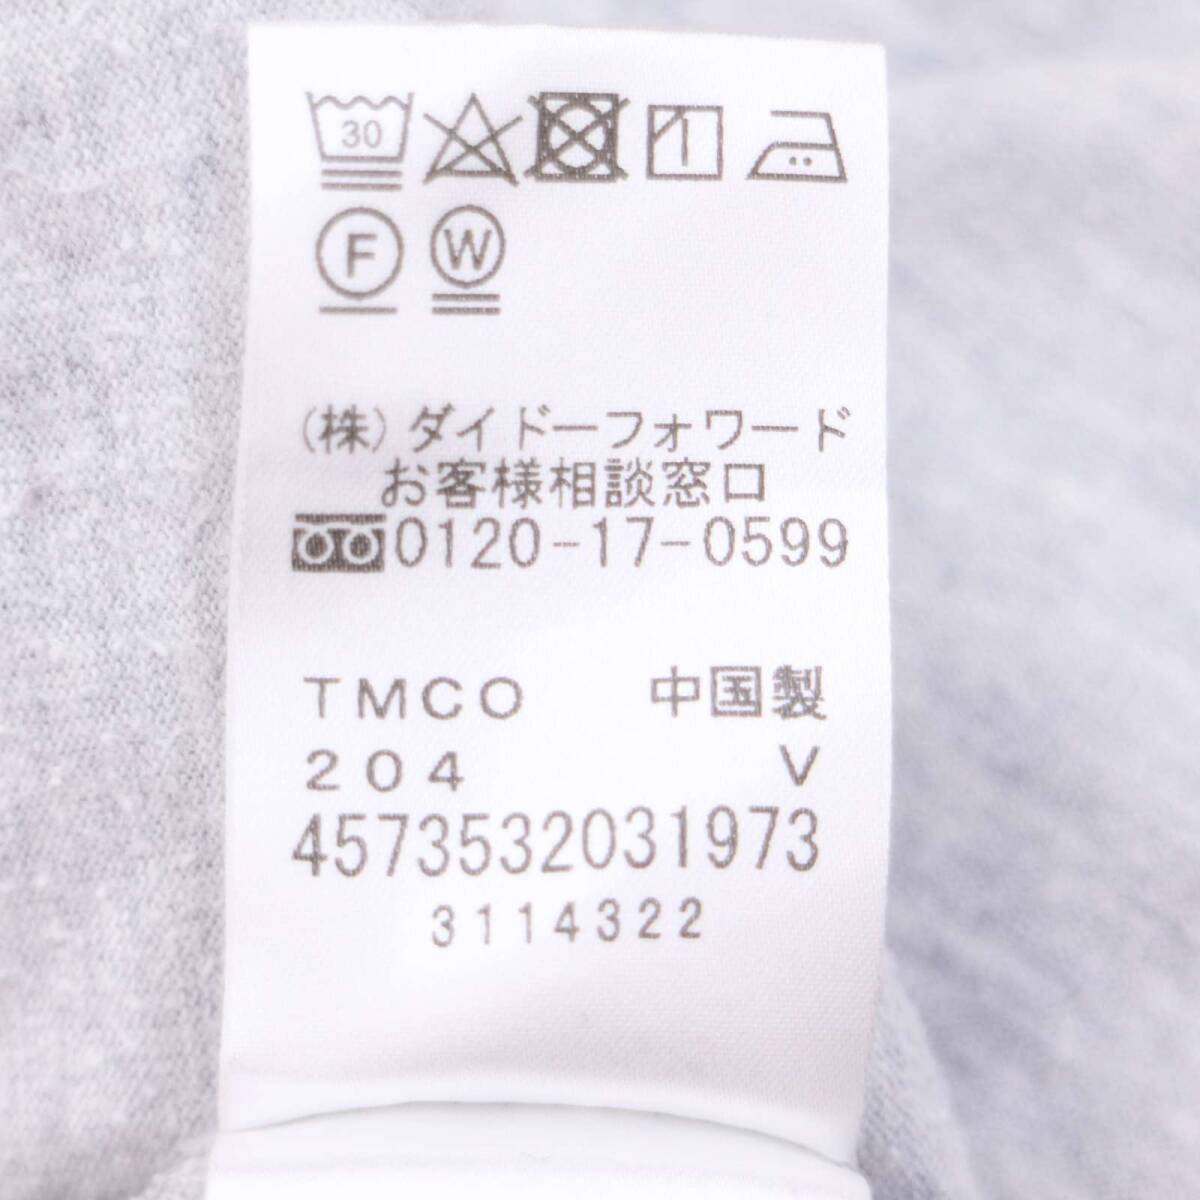 30
F W
(株)ダイドーフォワード
お客様相談窓口
0120-17-0599
TMCO 中国製
204 V
4573532031973
3114322